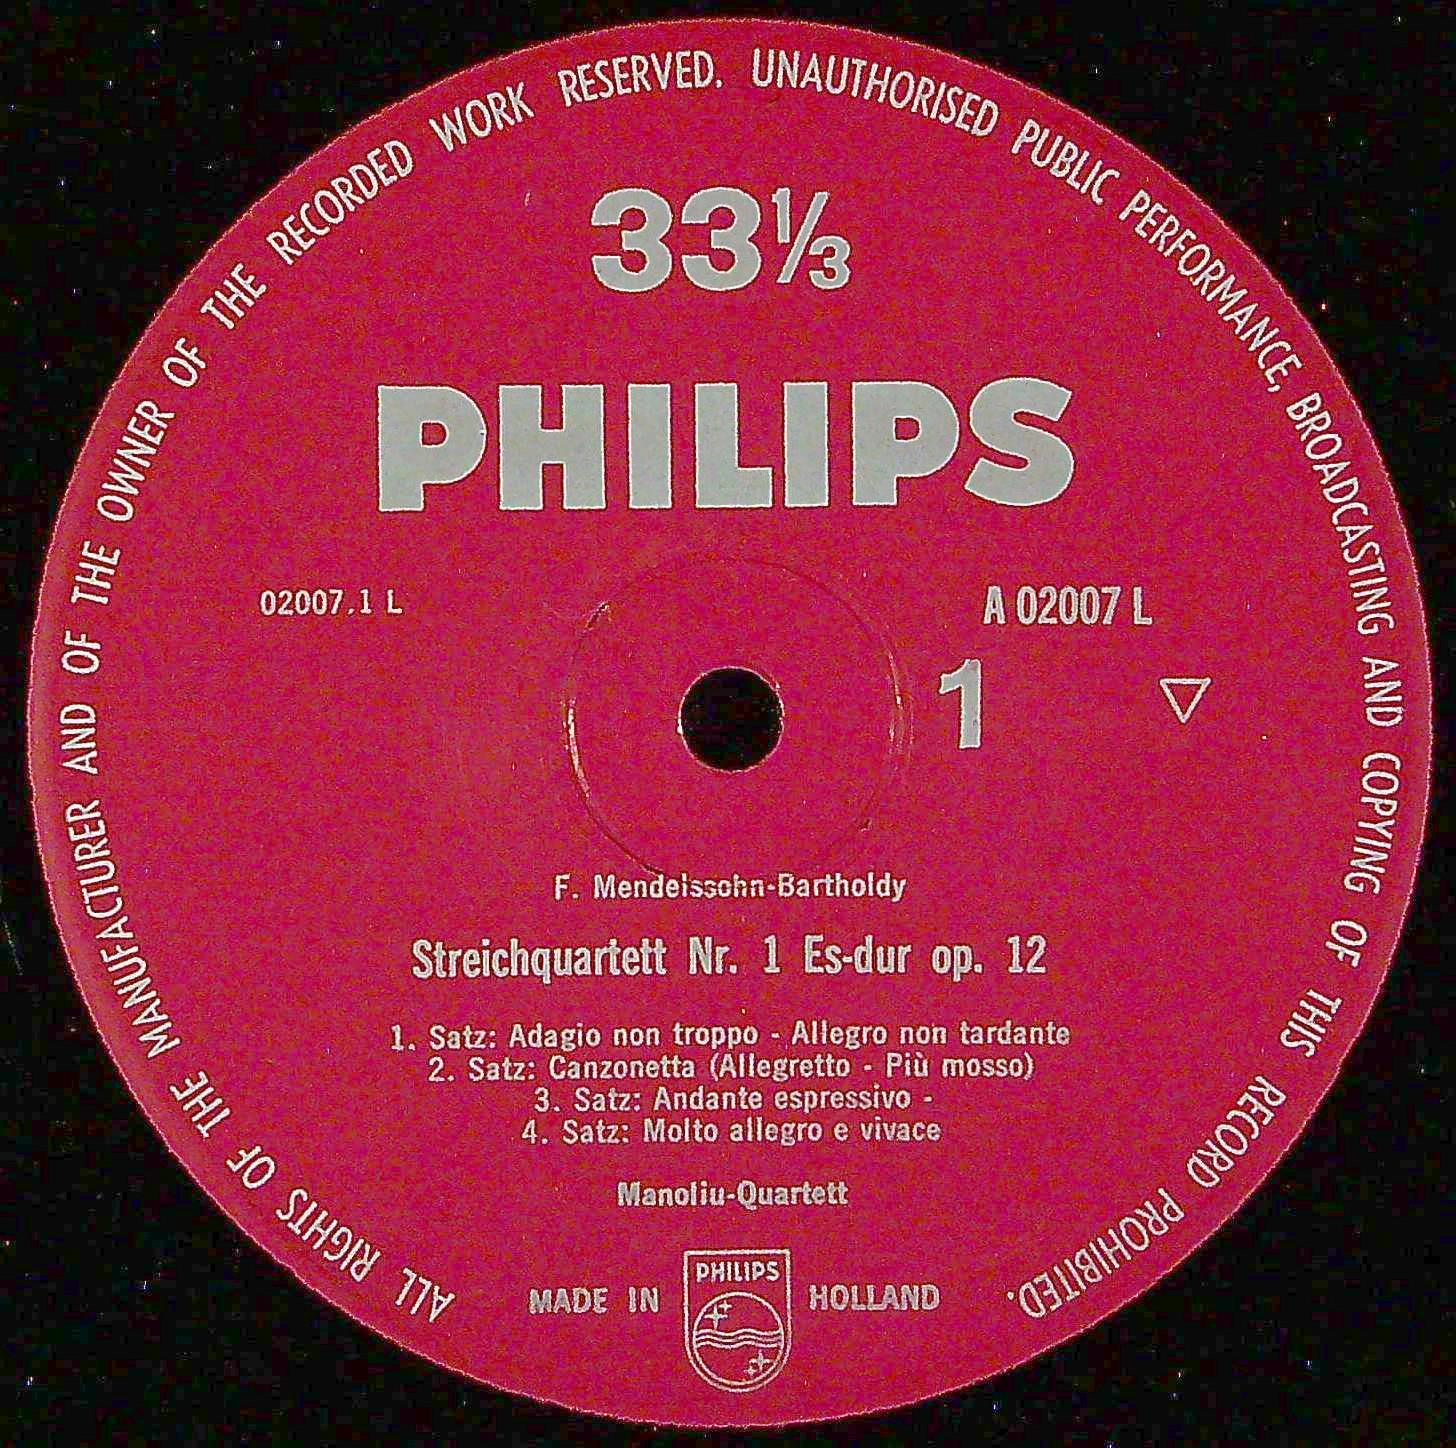 ALL RIGHTS OF THE MANUFACTURER AND OF THE OWNER OF THE RECORDED WORK RESERVED. UNAUTHORISED PUBLIC PERFORMANCE, BROADCASTING AND COPYING OF THIS RECORD PROHIBITED.
33⅓
PHILIPS
02007.1 L
A 02007 L
1
F. Mendelssohn-Bartholdy
Streichquartett Nr. 1 Es-dur op. 12
1. Satz: Adagio non troppo - Allegro non tardante
2. Satz: Canzonetta (Allegretto - Più mosso)
3. Satz: Andante espressivo -
4. Satz: Molto allegro e vivace
Manoliu-Quartett
MADE IN PHILIPS HOLLAND